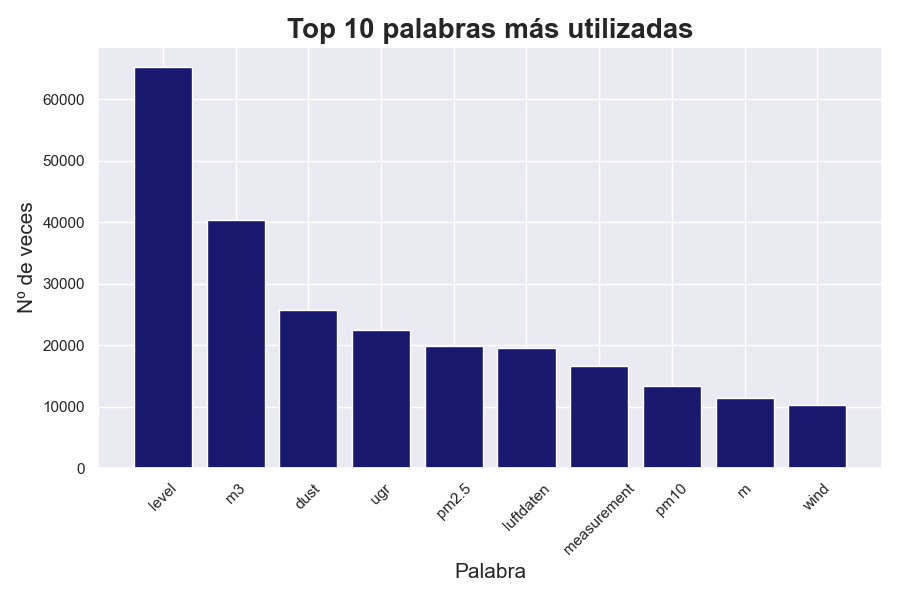 Top 10 palabras más utilizadas
Nº de veces
60000
50000
40000
30000
20000
10000
0
level
m3
dust
ugr
pm2.5
luftdaten
measurement
pm10
m
wind
Palabra